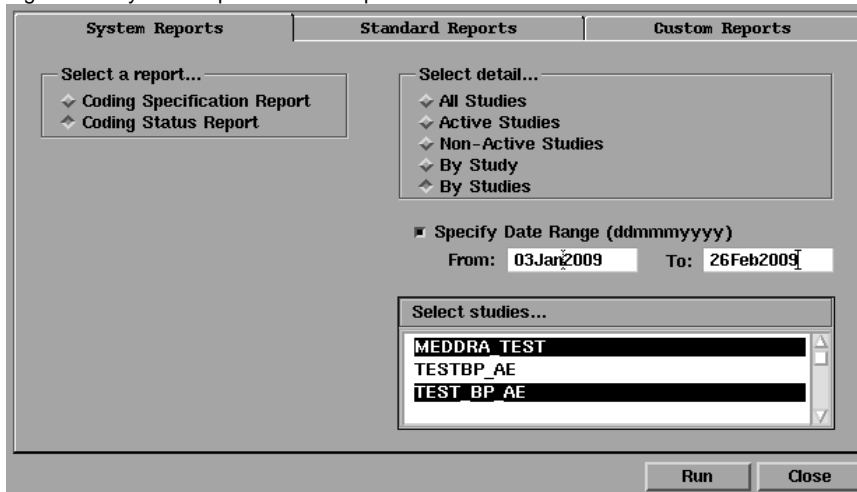 System Reports
Standard Reports
Custom Reports
Select a report...
Coding Specification Report
Coding Status Report
Select detail...
All Studies
Active Studies
Non-Active Studies
By Study
By Studies
Specify Date Range (ddmmmyyyy)
From: 03Jan2009 To: 26Feb2009
Select studies...
MEDDRA_TEST
TESTBP_AE
TEST_BP_AE
Run Close